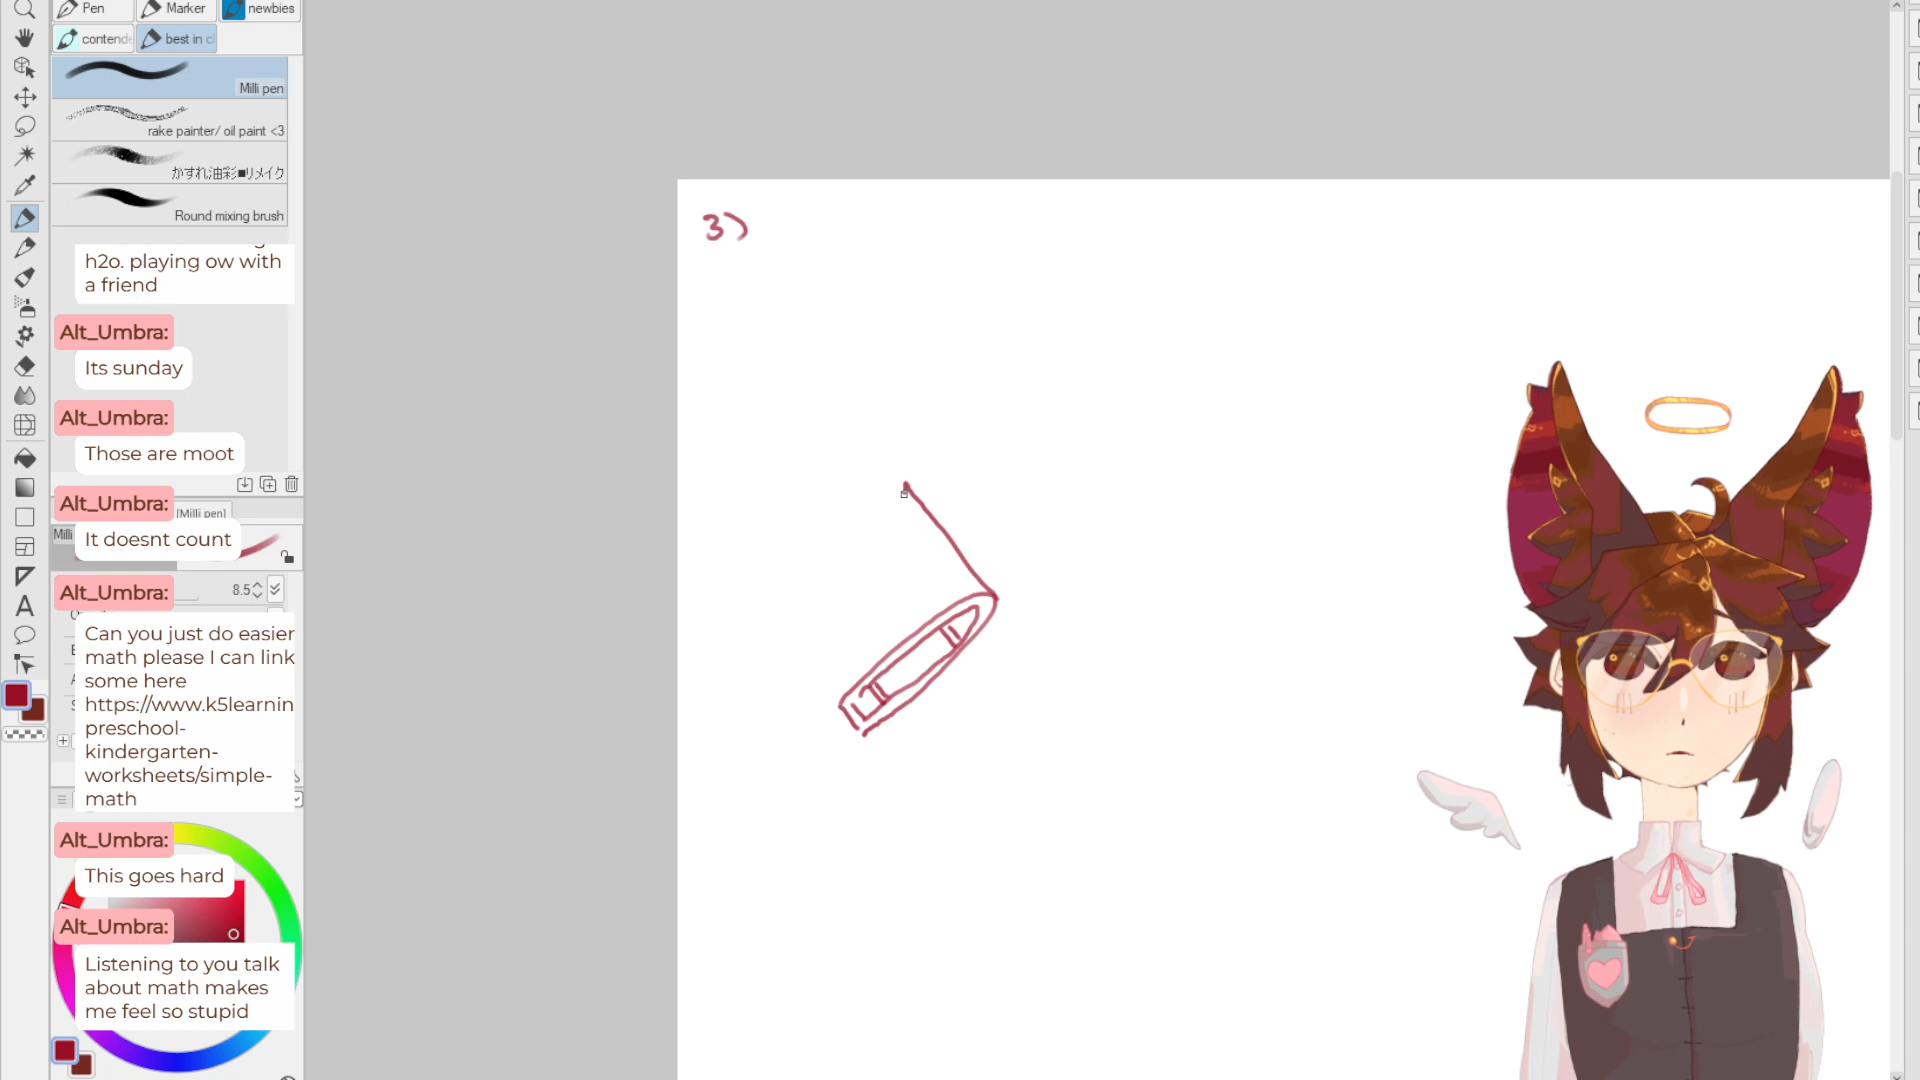 Pen
Marker
newbies
contend
best in c
Milli pen
rake painter/ oil paint <3
かすれ油彩■リメイク
Round mixing brush
h2o. playing ow with
a friend
Alt_Umbra:
Its sunday
Alt_Umbra:
Those are moot
Alt_Umbra:
[Milli pen]
Milli
It doesnt count
Alt_Umbra:
8.5
Can you just do easier
math please I can link
some here
https://www.k5learnin
preschool-
kindergarten-
worksheets/simple-
math
Alt_Umbra:
This goes hard
Alt_Umbra:
Listening to you talk
about math makes
me feel so stupid
3)